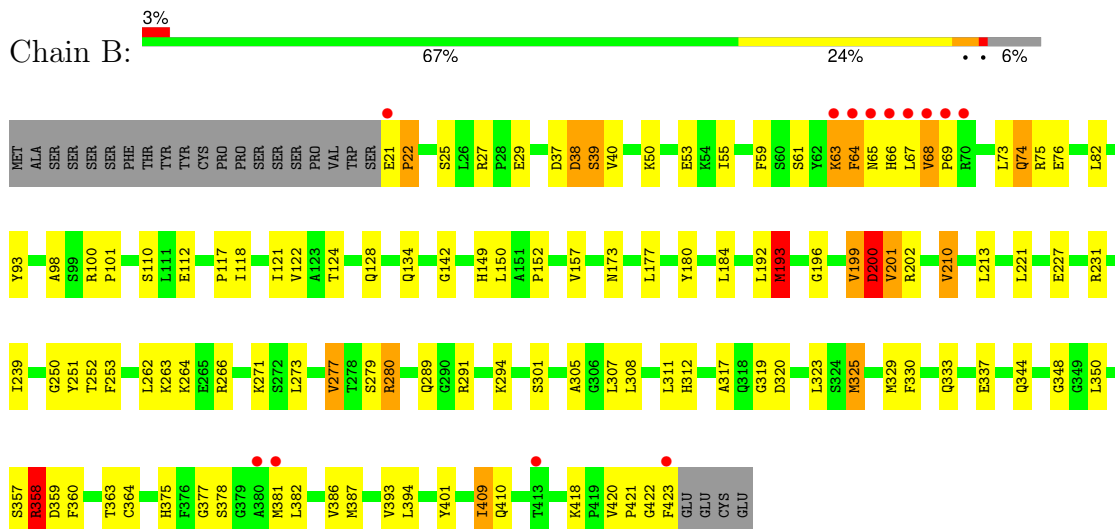 3%
Chain B:
67% 24% • • 6%
MET ALA SER SER SER SER PHE THR TYR TYR CYS PRO PRO SER SER SER PRO VAL TRP SER E21 P22 S25 L26 R27 P28 E29 D37 D38 S39 V40 K50 E53 K54 I55 F59 S60 S61 Y62 K63 F64 N65 H66 L67 V68 P69 R70 L73 Q74 R75 E76 L82
Y93 A98 S99 R100 P101 S110 L111 E112 P117 I118 I121 V122 A123 T124 Q128 Q134 G142 H149 L150 A151 P152 V157 N173 L177 Y180 L184 L192 M193 G196 V199 D200 V201 R202 V210 L213 L221 E227 R231
I239 G250 Y251 T252 F253 L262 K263 K264 E265 R266 K271 S272 L273 V277 T278 S279 R280 Q289 G290 R291 K294 S301 A305 G306 L307 L308 L311 H312 A317 Q318 G319 D320 L323 S324 M325 M329 F330 Q333 E337 Q344 G348 G349 L350
S357 R358 D359 F360 T363 C364 H375 F376 G377 S378 G379 A380 M381 L382 V386 M387 V393 L394 Y401 I409 Q410 T413 K418 P419 V420 P421 G422 F423 GLU GLU CYS GLU